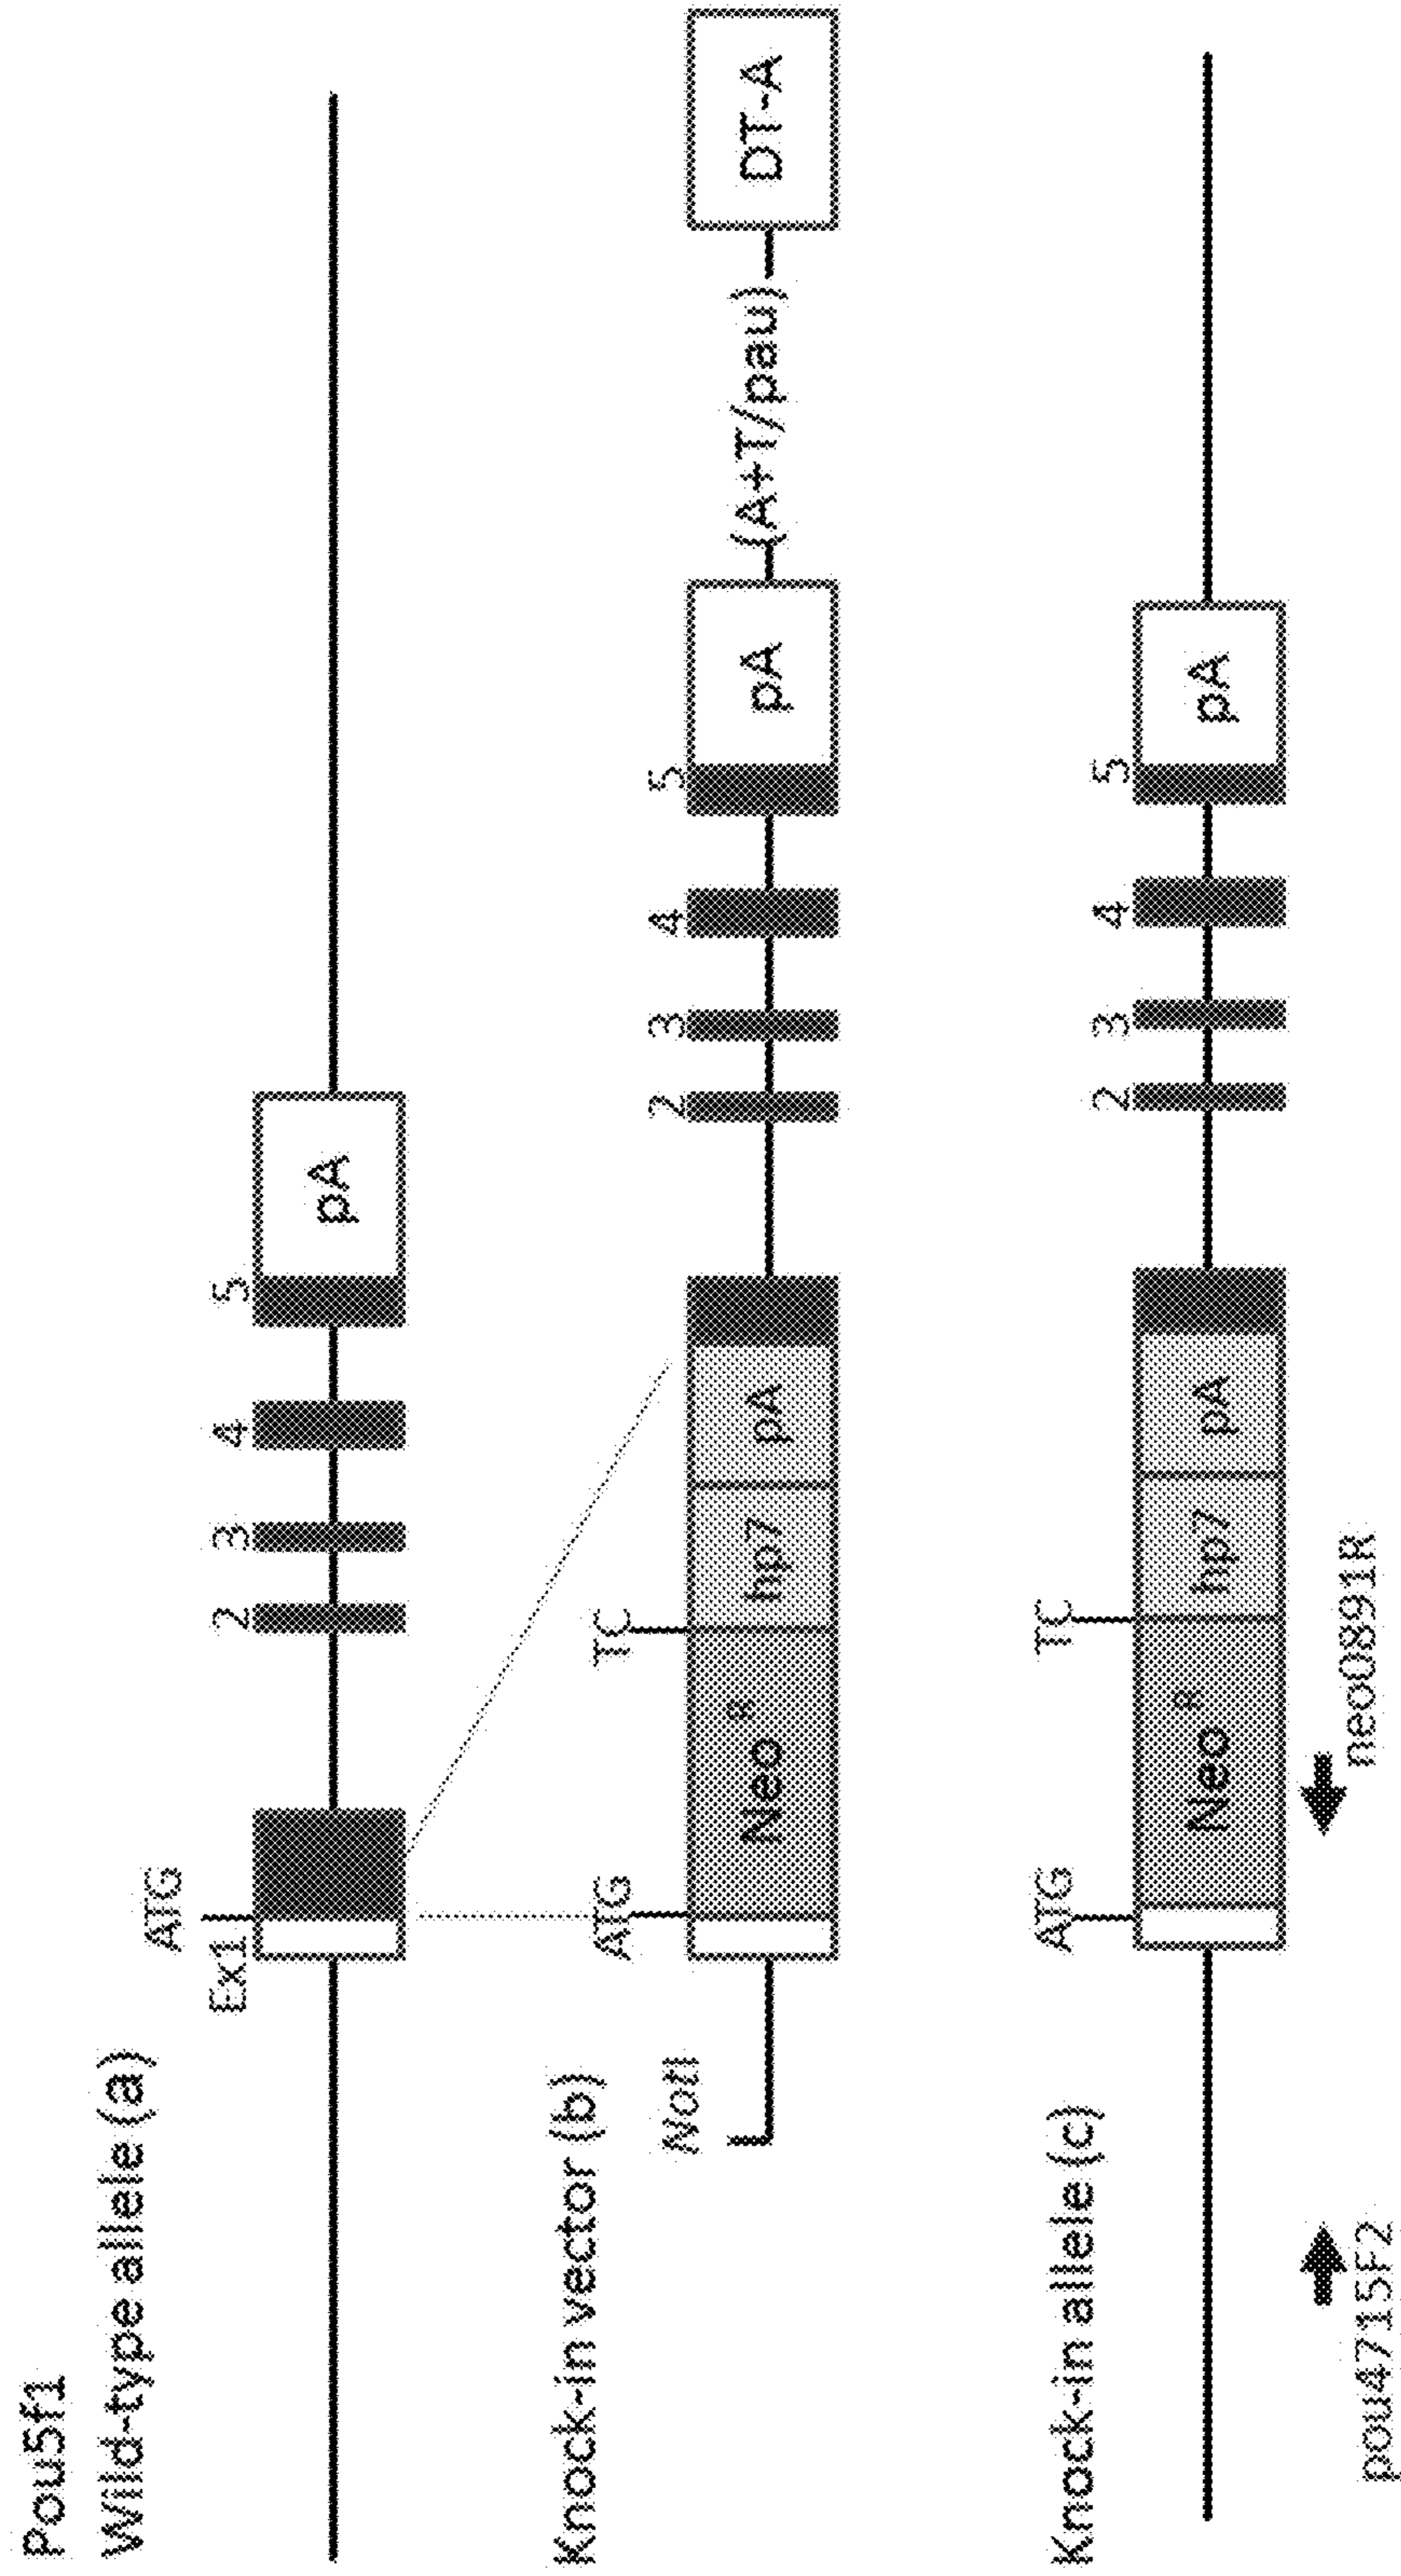 Pou5f1
Wild-type allele (a)
ATG
Ex1 2 3 4 5
pA
Knock-in vector (b)
ATG TC
NotI 2 3 4 5
Neo R hp7 pA pA (A+T/pau) DT-A
Knock-in allele (c)
ATG TC
2 3 4 5
Neo R hp7 pA pA
pou4715F2 neo0891R